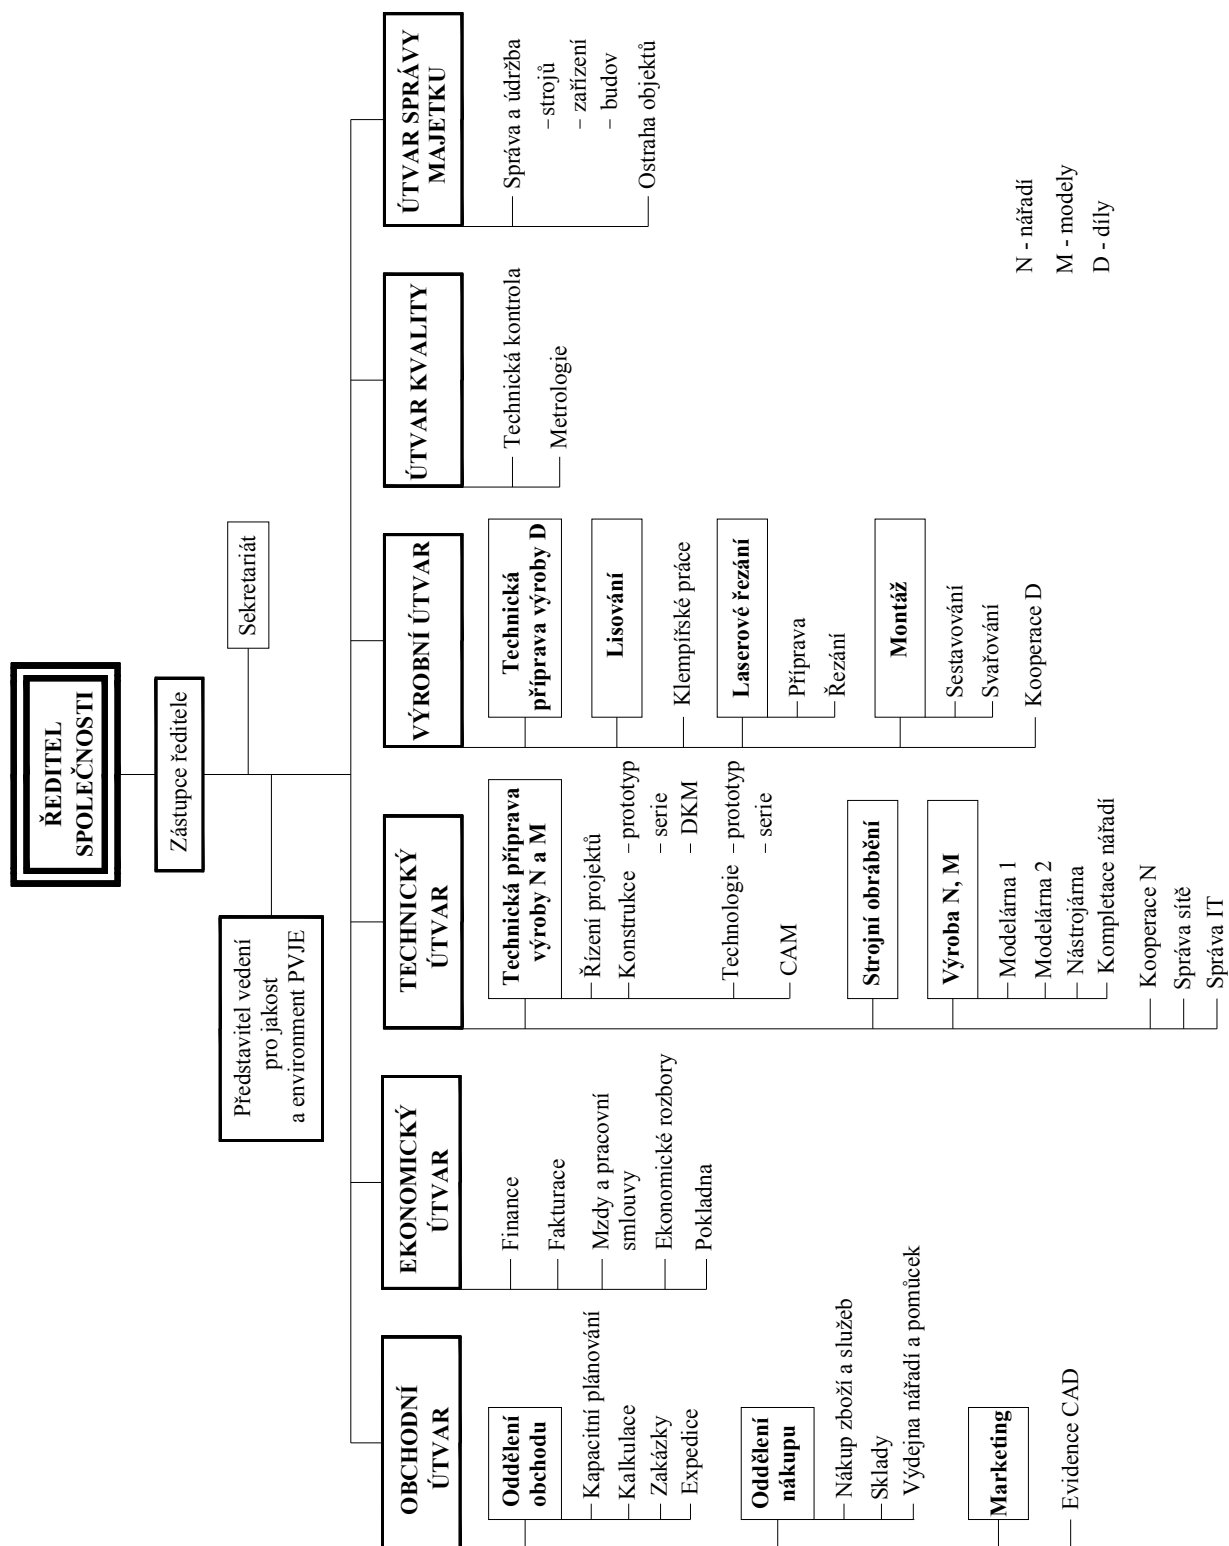 ŘEDITEL
SPOLEČNOSTI
Zástupce ředitele
Sekretariát
Představitel vedení
pro jakost
a environment PVJE
OBCHODNÍ
ÚTVAR
Oddělení
obchodu
Kapacitní plánování
Kalkulace
Zakázky
Expedice
Oddělení
nákupu
Nákup zboží a služeb
Sklady
Výdejna nářadí a pomůcek
Marketing
Evidence CAD
EKONOMICKÝ
ÚTVAR
Finance
Fakturace
Mzdy a pracovní
smlouvy
Ekonomické rozbory
Pokladna
TECHNICKÝ
ÚTVAR
Technická příprava
výroby N a M
Řízení projektů
Konstrukce – prototyp
– serie
– DKM
Technologie – prototyp
– serie
CAM
Strojní obrábění
Výroba N, M
Modelárna 1
Modelárna 2
Nástrojárna
Kompletace nářadí
Kooperace N
Správa sítě
Správa IT
VÝROBNÍ ÚTVAR
Technická
příprava výroby D
Lisování
Klempířské práce
Laserové řezání
Příprava
Řezání
Montáž
Sestavování
Svařování
Kooperace D
ÚTVAR KVALITY
Technická kontrola
Metrologie
ÚTVAR SPRÁVY
MAJETKU
Správa a údržba
– strojů
– zařízení
– budov
Ostraha objektů
N - nářadí
M - modely
D - díly